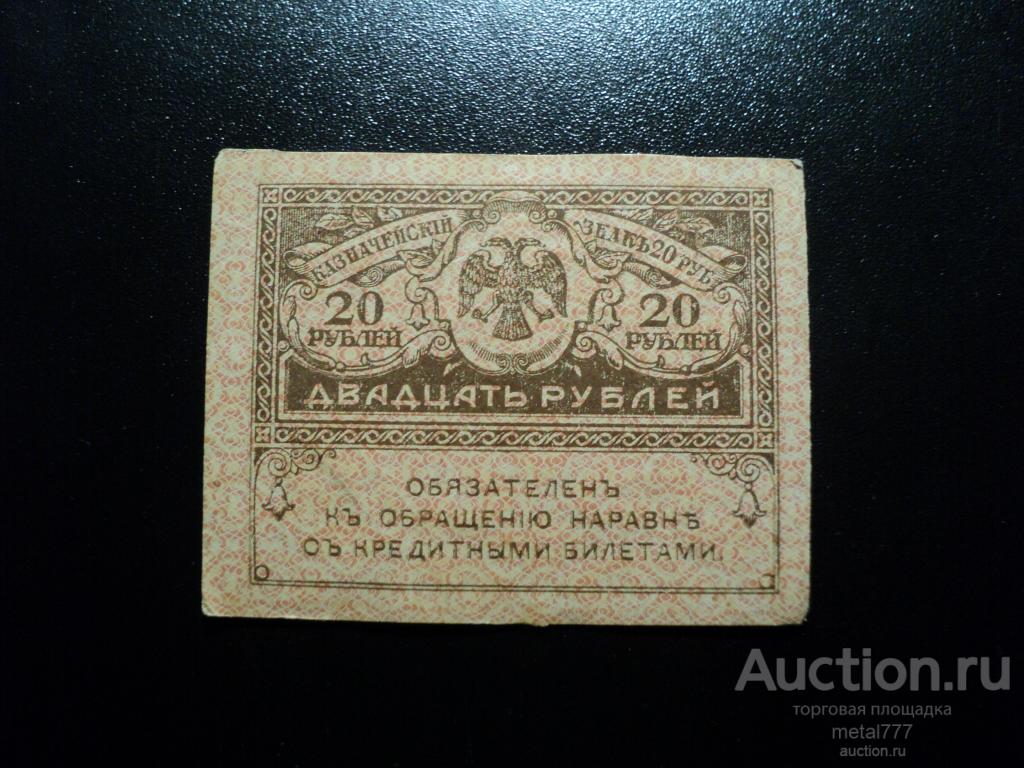 КАЗНАЧЕЙСКІЙ ЗНАКЪ 20 РУБ.
20 20
РУБЛЕЙ РУБЛЕЙ
ДВАДЦАТЬ РУБЛЕЙ
ОБЯЗАТЕЛЕНЪ
КЪ ОБРАЩЕНІЮ НАРАВНѢ
СЪ КРЕДИТНЫМИ БИЛЕТАМИ.
Auction.ru
торговая площадка
metal777
auction.ru